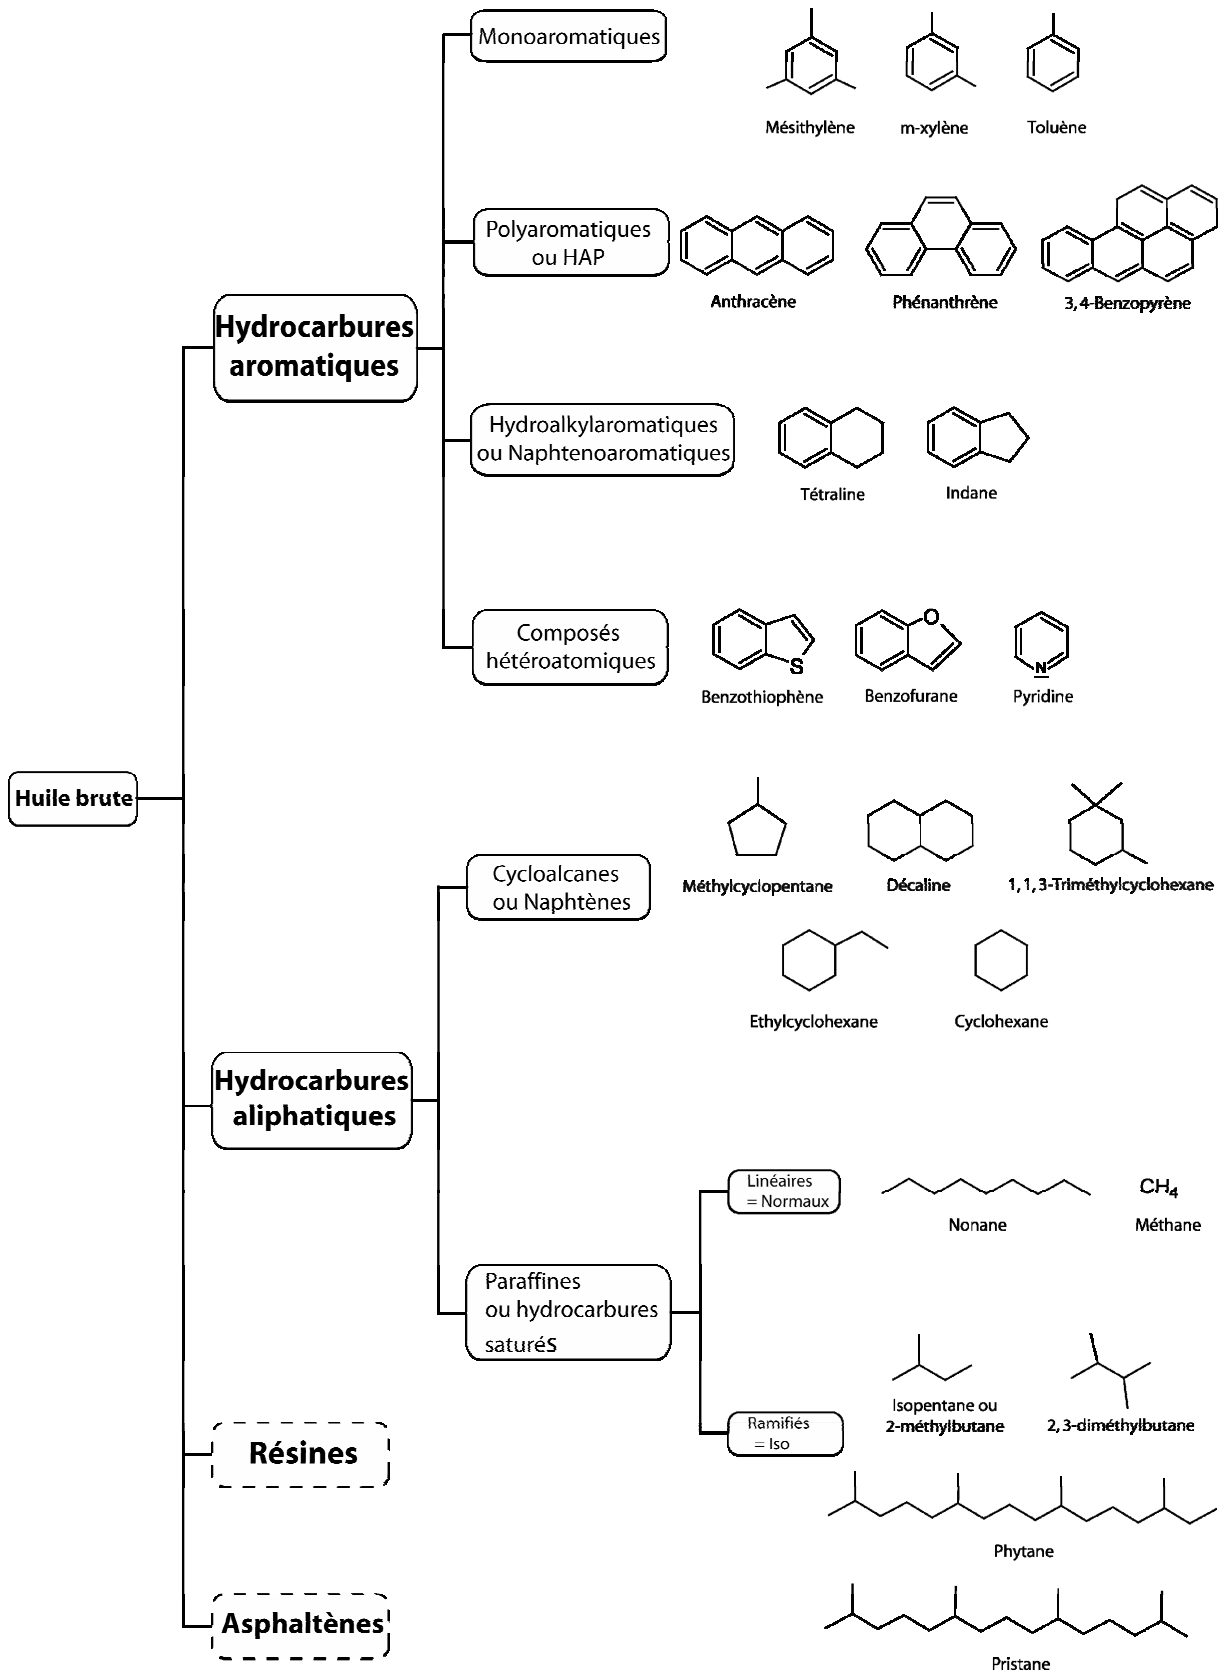 Monoaromatiques
Mésithylène
m-xylène
Toluène
Polyaromatiques
ou HAP
Anthracène
Phénanthrène
3, 4-Benzopyrène
Hydrocarbures
aromatiques
Hydroalkylaromatiques
ou Naphtenoaromatiques
Tétraline
Indane
Composés
hétéroatomiques
S
O
N
Benzothiophène
Benzofurane
Pyridine
Huile brute
Cycloalcanes
ou Naphtènes
Méthylcyclopentane
Décaline
1, 1, 3-Triméthylcyclohexane
Ethylcyclohexane
Cyclohexane
Hydrocarbures
aliphatiques
Linéaires
= Normaux
Nonane
CH4
Méthane
Paraffines
ou hydrocarbures
saturés
Ramifiés
= Iso
Isopentane ou
2-méthylbutane
2, 3-diméthylbutane
Phytane
Pristane
Résines
Asphaltènes